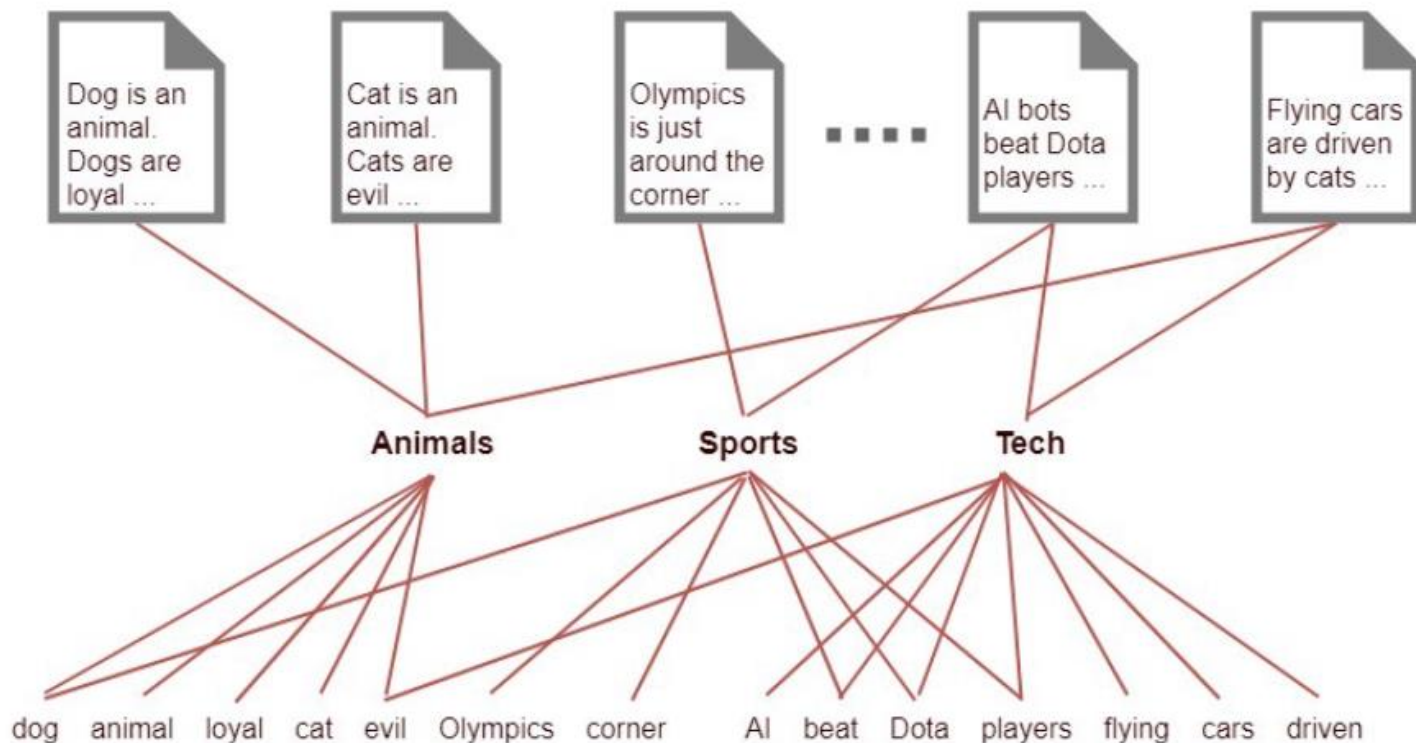 Dog is an
animal.
Dogs are
loyal ...
Cat is an
animal.
Cats are
evil ...
Olympics
is just
around the
corner ...
AI bots
beat Dota
players ...
Flying cars
are driven
by cats ...
Animals Sports Tech
dog animal loyal cat evil Olympics corner AI beat Dota players flying cars driven